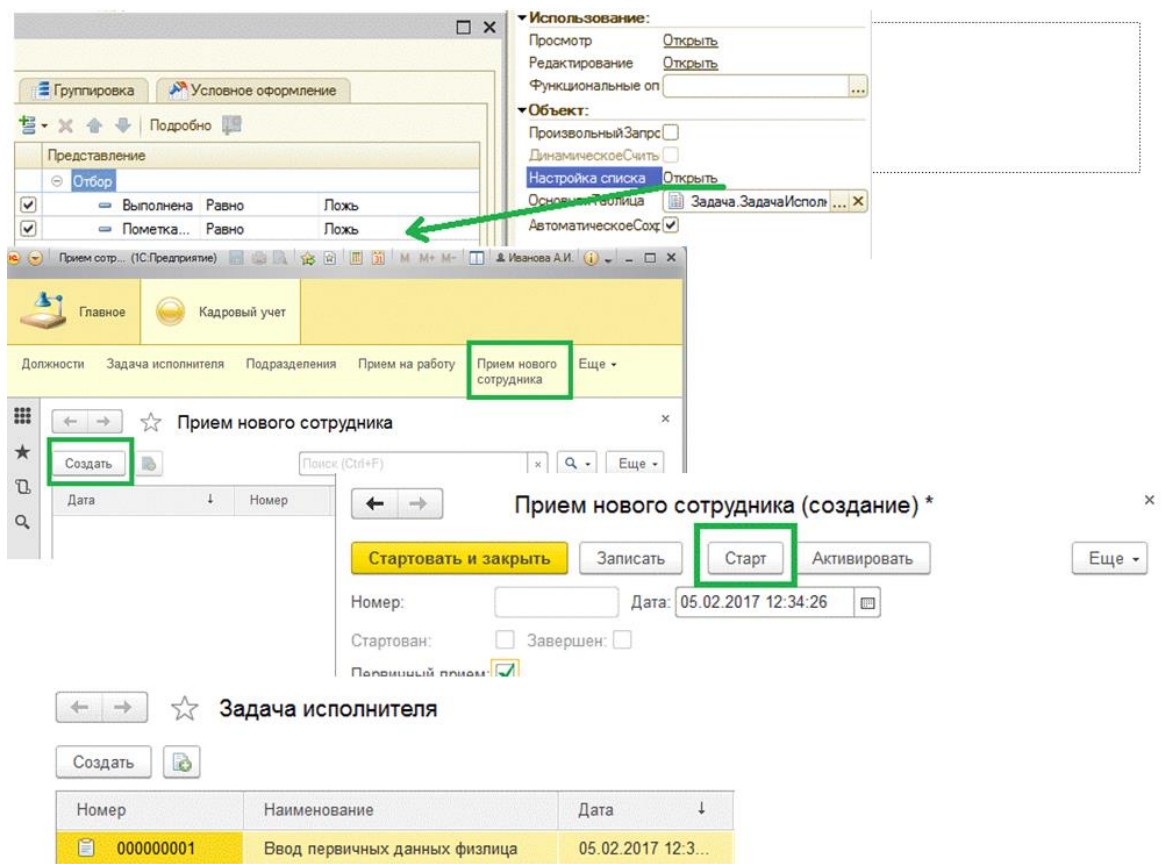 Группировка Условное оформление
Подробно
Представление
Отбор
Выполнена Равно Ложь
Пометка... Равно Ложь
Использование:
Просмотр Открыть
Редактирование Открыть
Функциональные оп ...
Объект:
ПроизвольныйЗапрс
ДинамическоеСчить
Настройка списка Открыть
Основная Таблица Задача.ЗадачаИсполн ... X
АвтоматическоеСохр
Прием сотр... (1С:Предприятие) M M+ M- Иванова А.И.
Главное Кадровый учет
Должности Задача исполнителя Подразделения Прием на работу Прием нового сотрудника Еще
Прием нового сотрудника ×
Создать Поиск (Ctrl+F) × Еще
Дата ↓ Номер
Прием нового сотрудника (создание) * ×
Стартовать и закрыть Записать Старт Активировать Еще
Номер: Дата: 05.02.2017 12:34:26
Стартован: Завершен:
Первичный прием:
Задача исполнителя
Создать
Номер Наименование Дата ↓
000000001 Ввод первичных данных физлица 05.02.2017 12:3...